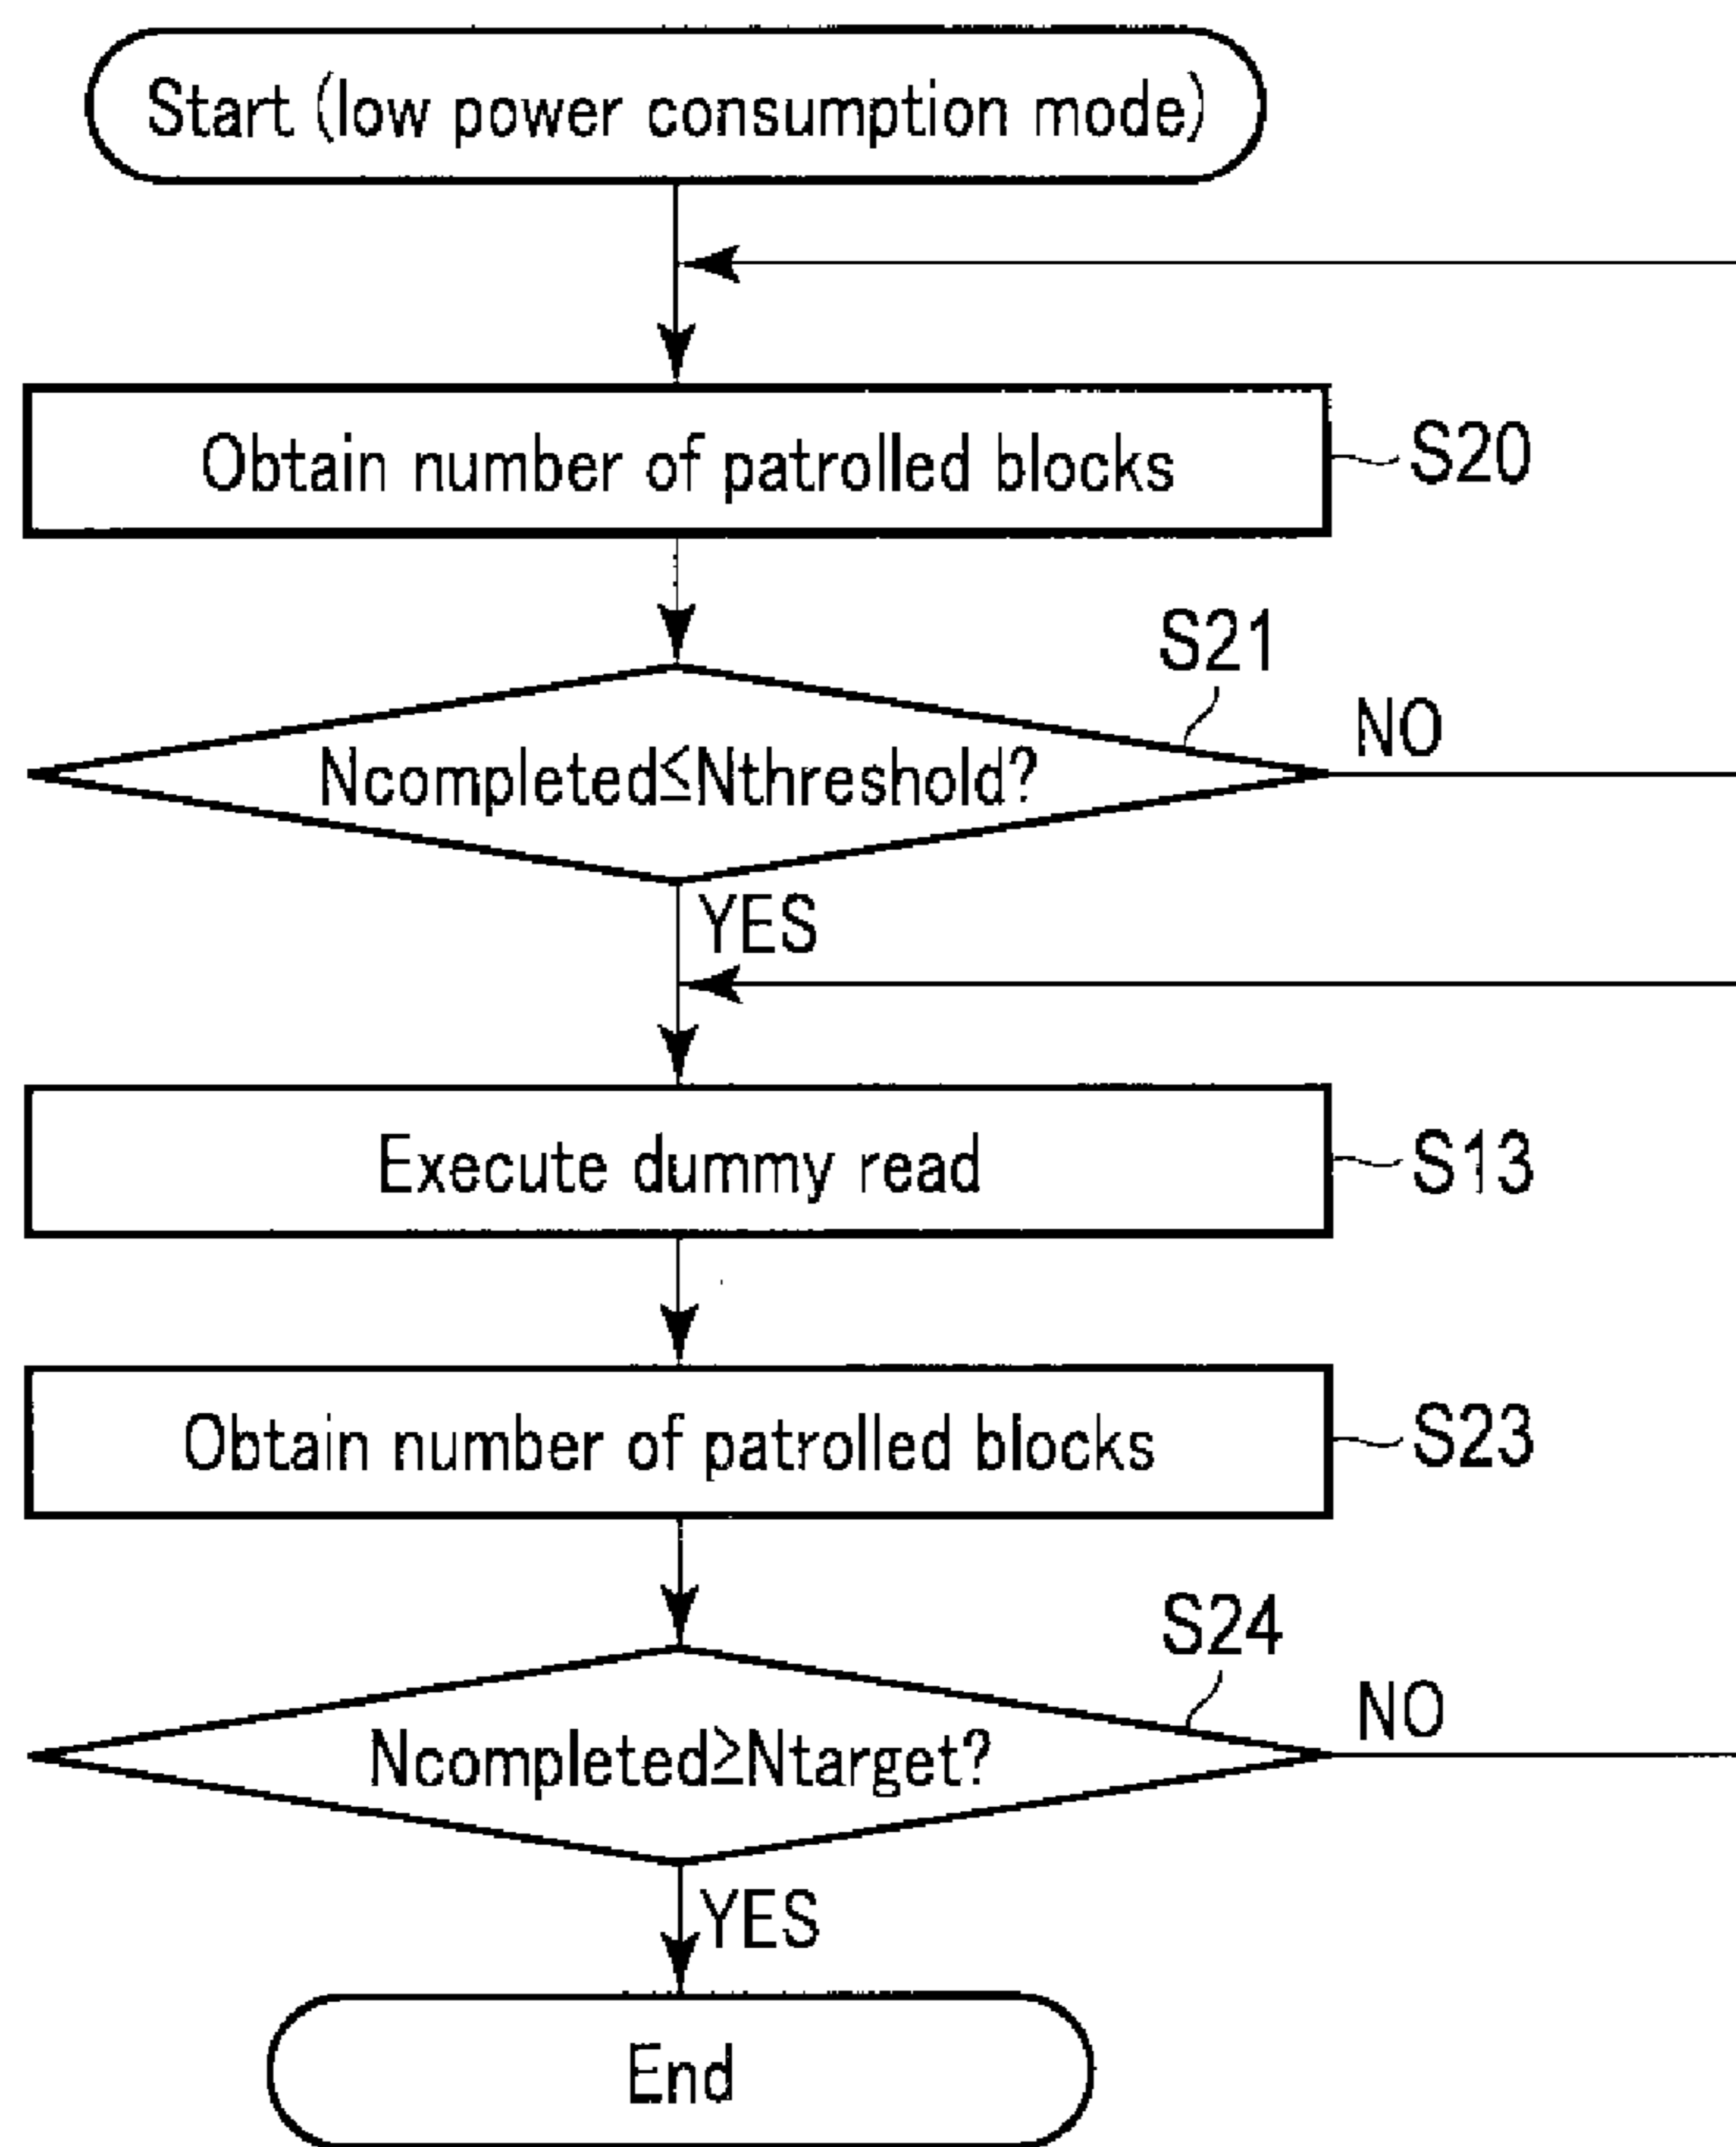 Start (low power consumption mode)
Obtain number of patrolled blocks
S20
S21
Ncompleted≤Nthreshold?
NO
YES
Execute dummy read
S13
Obtain number of patrolled blocks
S23
S24
Ncompleted≥Ntarget?
NO
YES
End